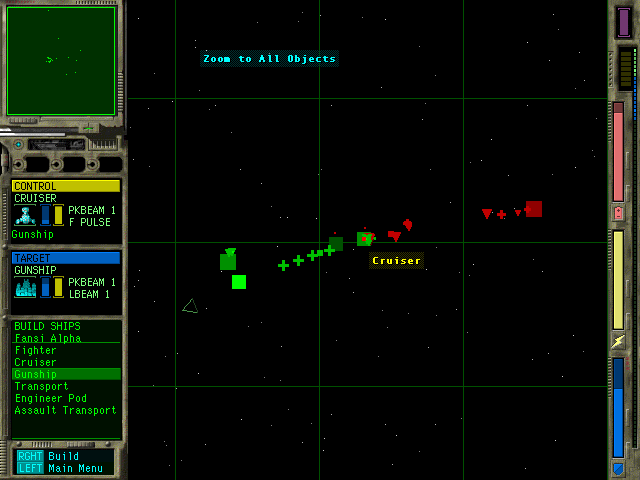 Zoom to All Objects
CONTROL
CRUISER
PKBEAM 1
F PULSE
Gunship
TARGET
GUNSHIP
PKBEAM 1
LBEAM 1
Cruiser
BUILD SHIPS
Fansi Alpha
Fighter
Cruiser
Gunship
Transport
Engineer Pod
Assault Transport
RGHT Build
LEFT Main Menu